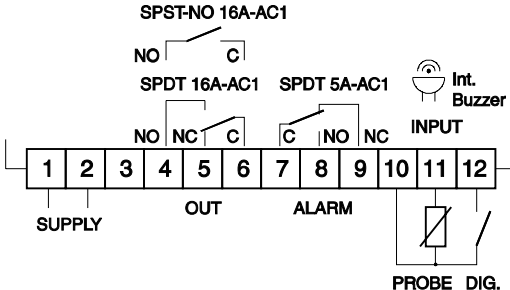 SPST-NO 16A-AC1
NO C
SPDT 16A-AC1 SPDT 5A-AC1
Int.
Buzzer
NO NC C C NO NC INPUT
1 2 3 4 5 6 7 8 9 10 11 12
SUPPLY OUT ALARM
PROBE DIG.